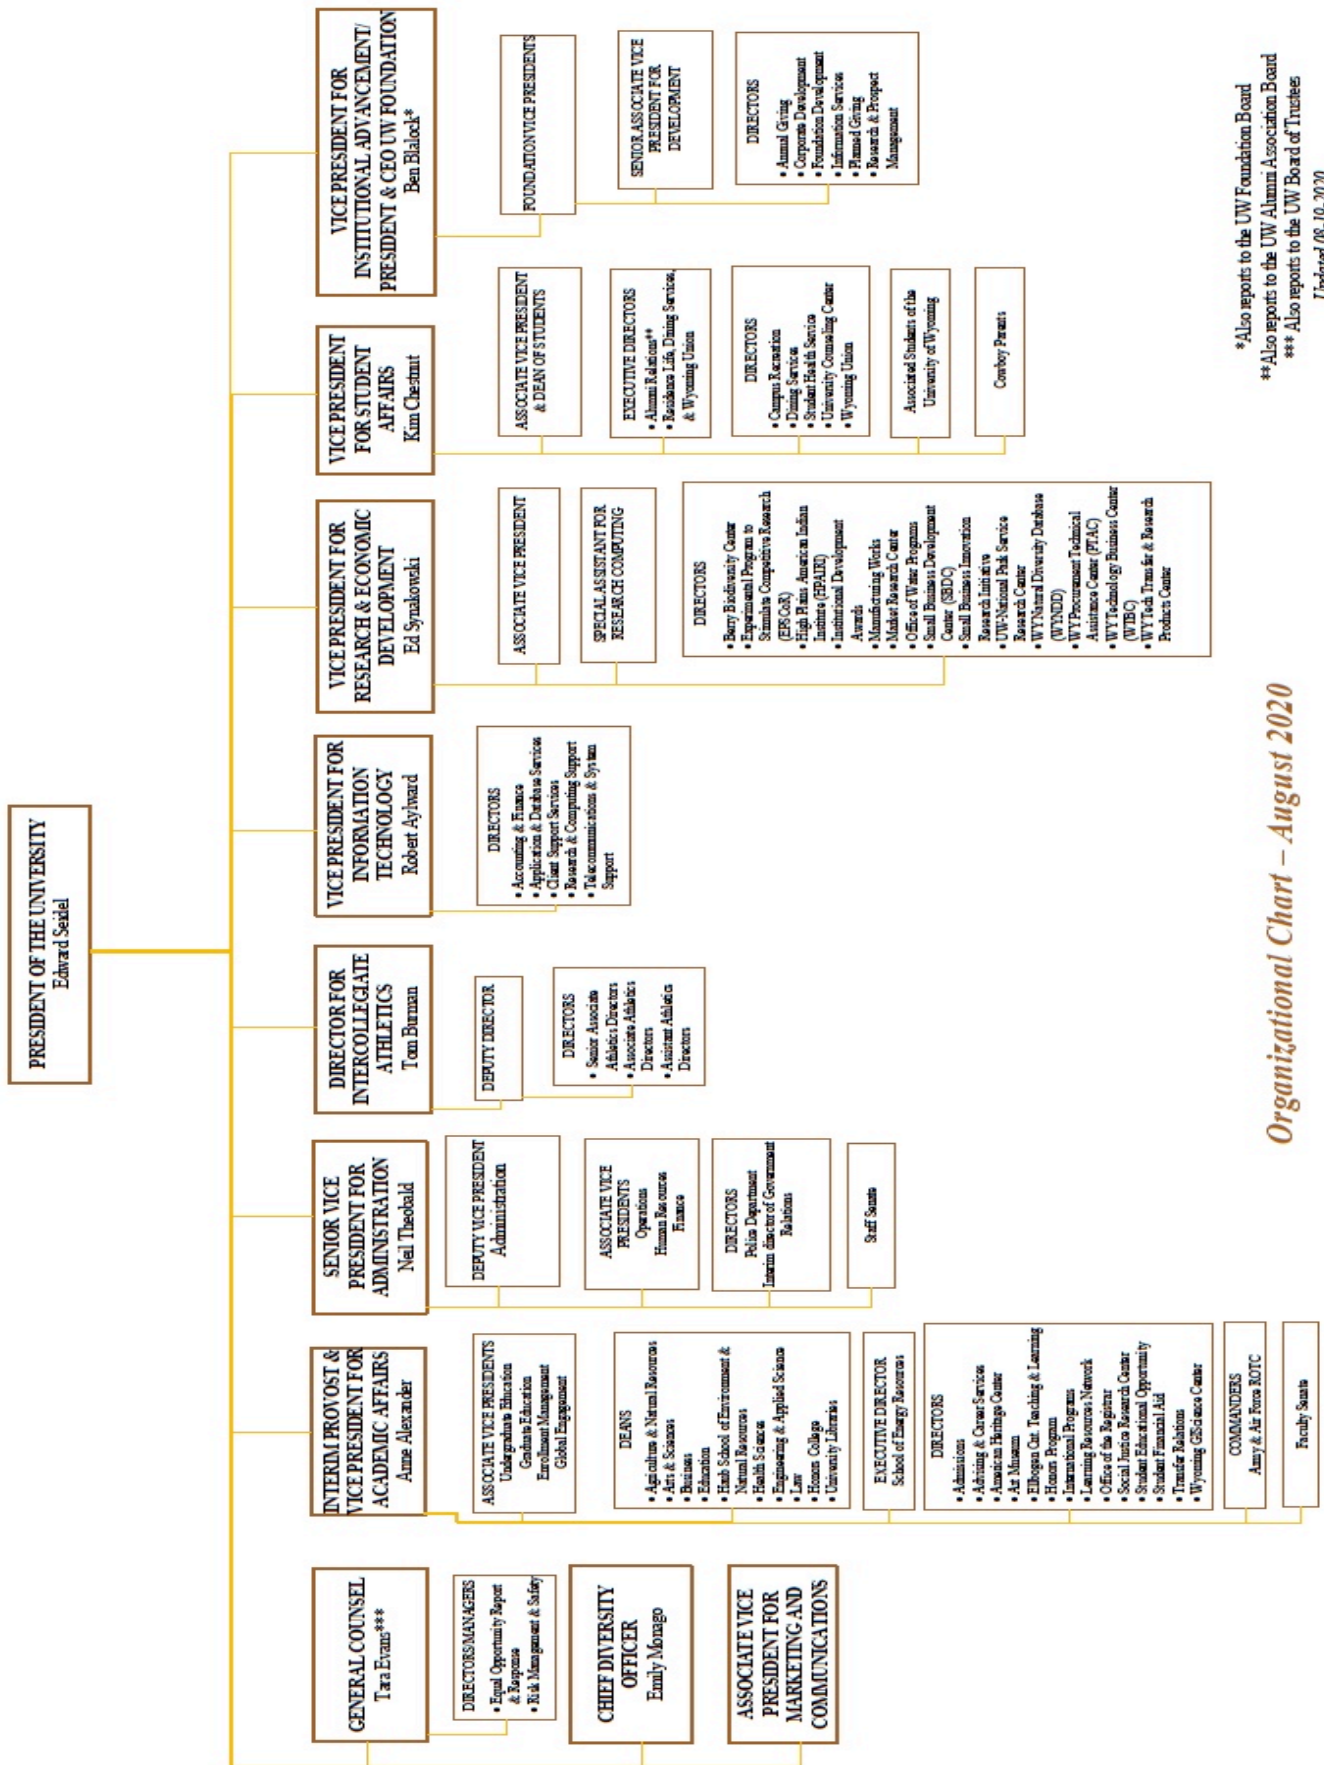 PRESIDENT OF THE UNIVERSITY
Edward Seidel
GENERAL COUNSEL
Tara Evans***
DIRECTORS/MANAGERS
• Equal Opportunity Report
& Response
• Risk Management & Safety
CHIEF DIVERSITY
OFFICER
Emily Monago
ASSOCIATE VICE
PRESIDENT FOR
MARKETING AND
COMMUNICATIONS
INTERIM PROVOST &
VICE PRESIDENT FOR
ACADEMIC AFFAIRS
Anne Alexander
ASSOCIATE VICE PRESIDENTS
Undergraduate Education
Graduate Education
Enrollment Management
Global Engagement
DEANS
• Agriculture & Natural Resources
• Arts & Sciences
• Business
• Education
• Haub School of Environment &
Natural Resources
• Health Sciences
• Engineering & Applied Science
• Law
• Honors College
• University Libraries
EXECUTIVE DIRECTOR
School of Energy Resources
DIRECTORS
• Admissions
• Advising & Career Services
• American Heritage Center
• Art Museum
• Ellbogen Cnt. Teaching & Learning
• Honors Program
• International Programs
• Learning Resources Network
• Office of the Registrar
• Social Justice Research Center
• Student Educational Opportunity
• Student Financial Aid
• Transfer Relations
• Wyoming GIScience Center
COMMANDERS
Army & Air Force ROTC
Faculty Senate
SENIOR VICE
PRESIDENT FOR
ADMINISTRATION
Neil Theobald
DEPUTY VICE PRESIDENT
Administration
ASSOCIATE VICE
PRESIDENTS
Operations
Human Resources
Finance
DIRECTORS
Police Department
Interim director of Government
Relations
Staff Senate
DIRECTOR FOR
INTERCOLLEGIATE
ATHLETICS
Tom Burman
DEPUTY DIRECTOR
DIRECTORS
• Senior Associate
Athletics Directors
• Associate Athletics
Directors
• Assistant Athletics
Directors
VICE PRESIDENT FOR
INFORMATION
TECHNOLOGY
Robert Aylward
DIRECTORS
• Accounting & Finance
• Application & Database Services
• Client Support Services
• Research & Computing Support
• Telecommunications & System
Support
VICE PRESIDENT FOR
RESEARCH & ECONOMIC
DEVELOPMENT
Ed Synakowski
ASSOCIATE VICE PRESIDENT
SPECIAL ASSISTANT FOR
RESEARCH COMPUTING
DIRECTORS
• Berry Biodiversity Center
• Experimental Program to
Stimulate Competitive Research
(EPSCoR)
• High Plains American Indian
Institute (HPAIRI)
• Institutional Development
Awards
• Manufacturing Works
• Market Research Center
• Office of Water Programs
• Small Business Development
Center (SBDC)
• Small Business Innovation
Research Initiative
• UW-National Park Service
Research Center
• WY Natural Diversity Database
(WYNDD)
• WY Procurement Technical
Assistance Center (PTAC)
• WY Technology Business Center
(WTBC)
• WY Tech Transfer & Research
Products Center
VICE PRESIDENT
FOR STUDENT
AFFAIRS
Kim Chestnut
ASSOCIATE VICE PRESIDENT
& DEAN OF STUDENTS
EXECUTIVE DIRECTORS
• Alumni Relations**
• Residence Life, Dining Services,
& Wyoming Union
DIRECTORS
• Campus Recreation
• Dining Services
• Student Health Service
• University Counseling Center
• Wyoming Union
Associated Students of the
University of Wyoming
Cowboy Parents
VICE PRESIDENT FOR
INSTITUTIONAL ADVANCEMENT/
PRESIDENT & CEO UW FOUNDATION
Ben Blalock*
FOUNDATION VICE PRESIDENTS
SENIOR ASSOCIATE VICE
PRESIDENT FOR
DEVELOPMENT
DIRECTORS
• Annual Giving
• Corporate Development
• Foundation Development
• Information Services
• Planned Giving
• Research & Prospect
Management
Organizational Chart – August 2020
*Also reports to the UW Foundation Board
**Also reports to the UW Alumni Association Board
*** Also reports to the UW Board of Trustees
Updated 08-10-2020